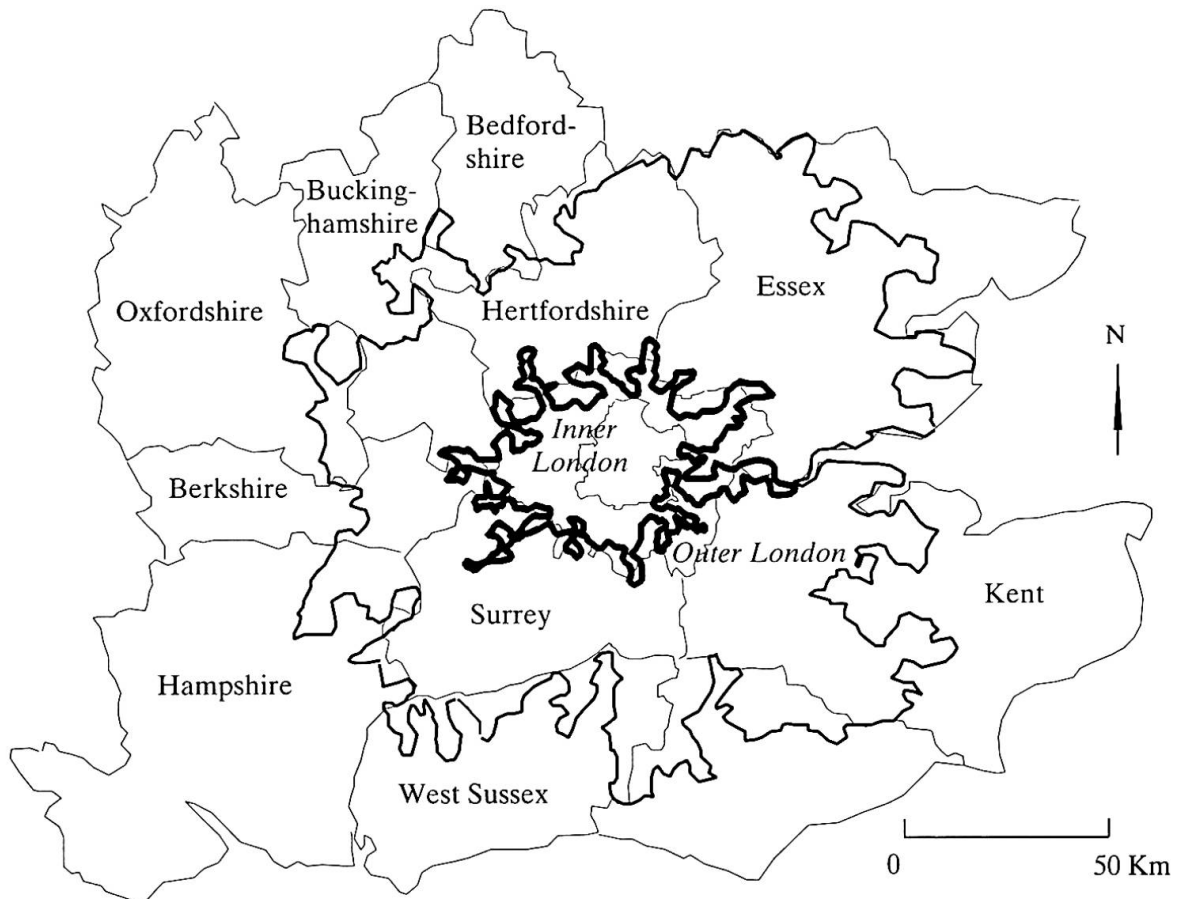 Bedford-
shire
Bucking-
hamshire
Oxfordshire
Hertfordshire
Essex
N
Inner
London
Berkshire
Outer London
Kent
Surrey
Hampshire
West Sussex
0
50 Km